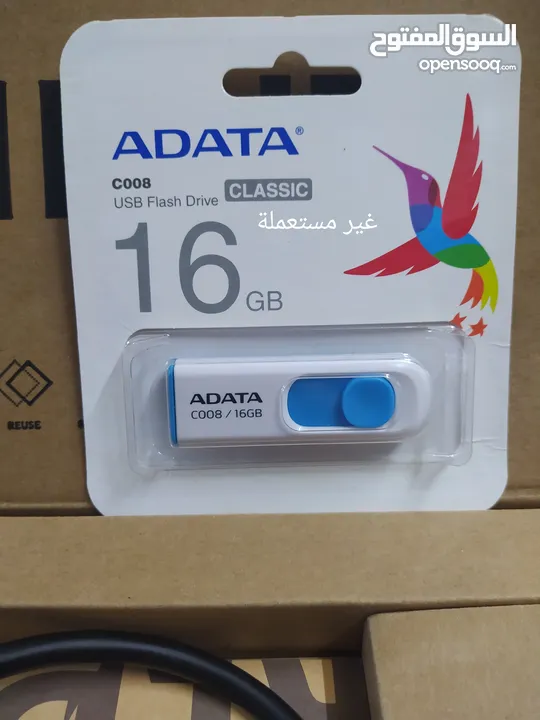 السوق المفتوح
opensooq.com
ADATA®
C008
USB Flash Drive CLASSIC
غير مستعملة
16 GB
ADATA
C008 / 16GB
REUSE